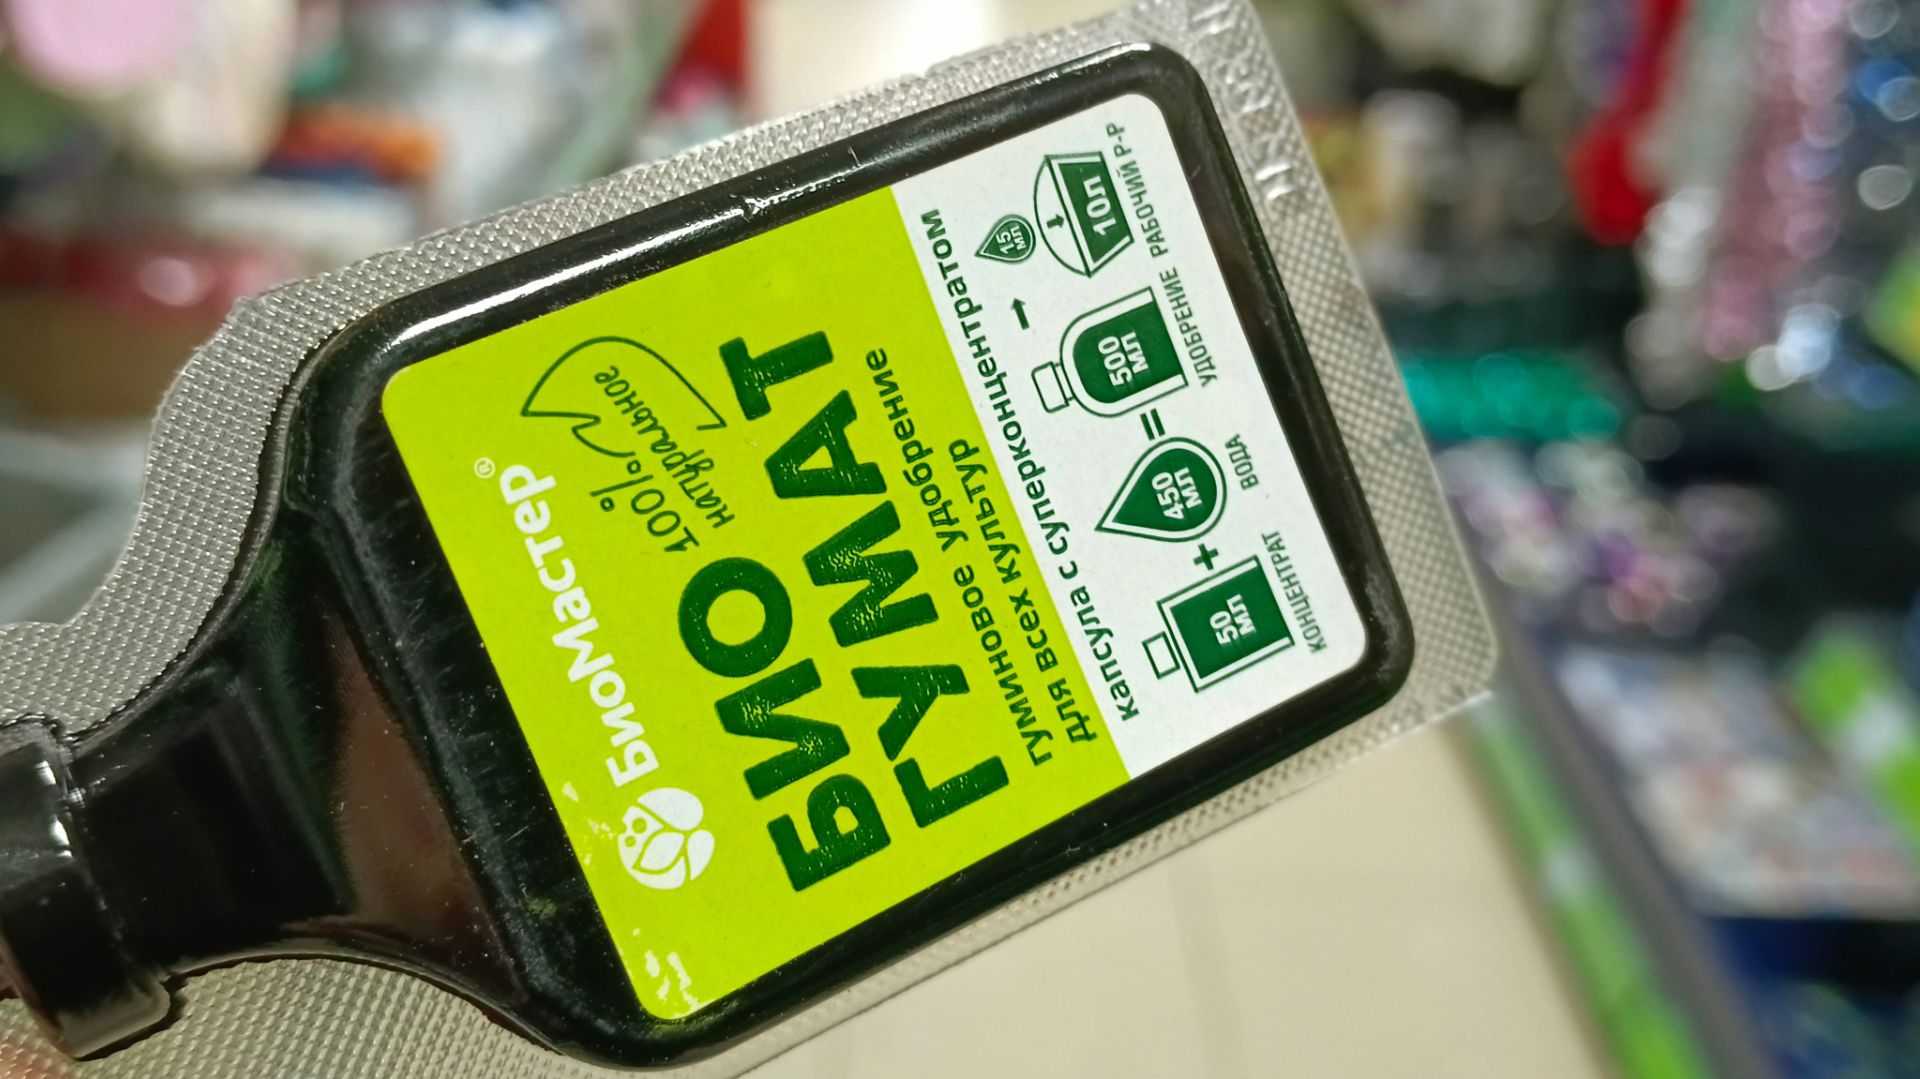 БиоМастер®
100%
натуральное
БИО
ГУМАТ
гуминовое удобрение
для всех культур
капсула с суперконцентратом
50 МЛ + 450 МЛ = 500 МЛ → 15 МЛ 10Л
КОНЦЕНТРАТ ВОДА УДОБРЕНИЕ РАБОЧИЙ Р-Р